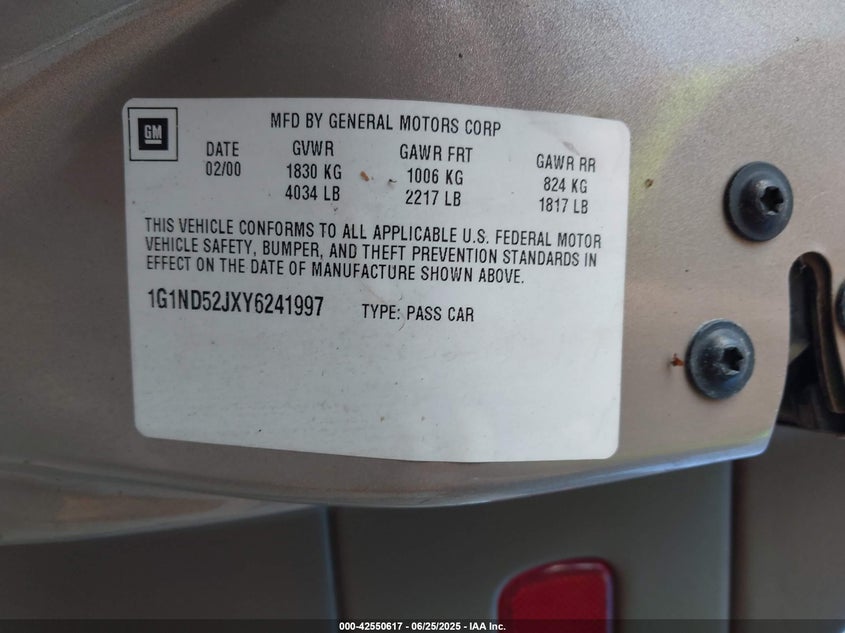 MFD BY GENERAL MOTORS CORP
GM
DATE GVWR GAWR FRT GAWR RR
02/00 1830 KG 1006 KG 824 KG
4034 LB 2217 LB 1817 LB
THIS VEHICLE CONFORMS TO ALL APPLICABLE U.S. FEDERAL MOTOR
VEHICLE SAFETY, BUMPER, AND THEFT PREVENTION STANDARDS IN
EFFECT ON THE DATE OF MANUFACTURE SHOWN ABOVE.
1G1ND52JXY6241997 TYPE: PASS CAR
000-42550617 - 06/25/2025 - IAA Inc.